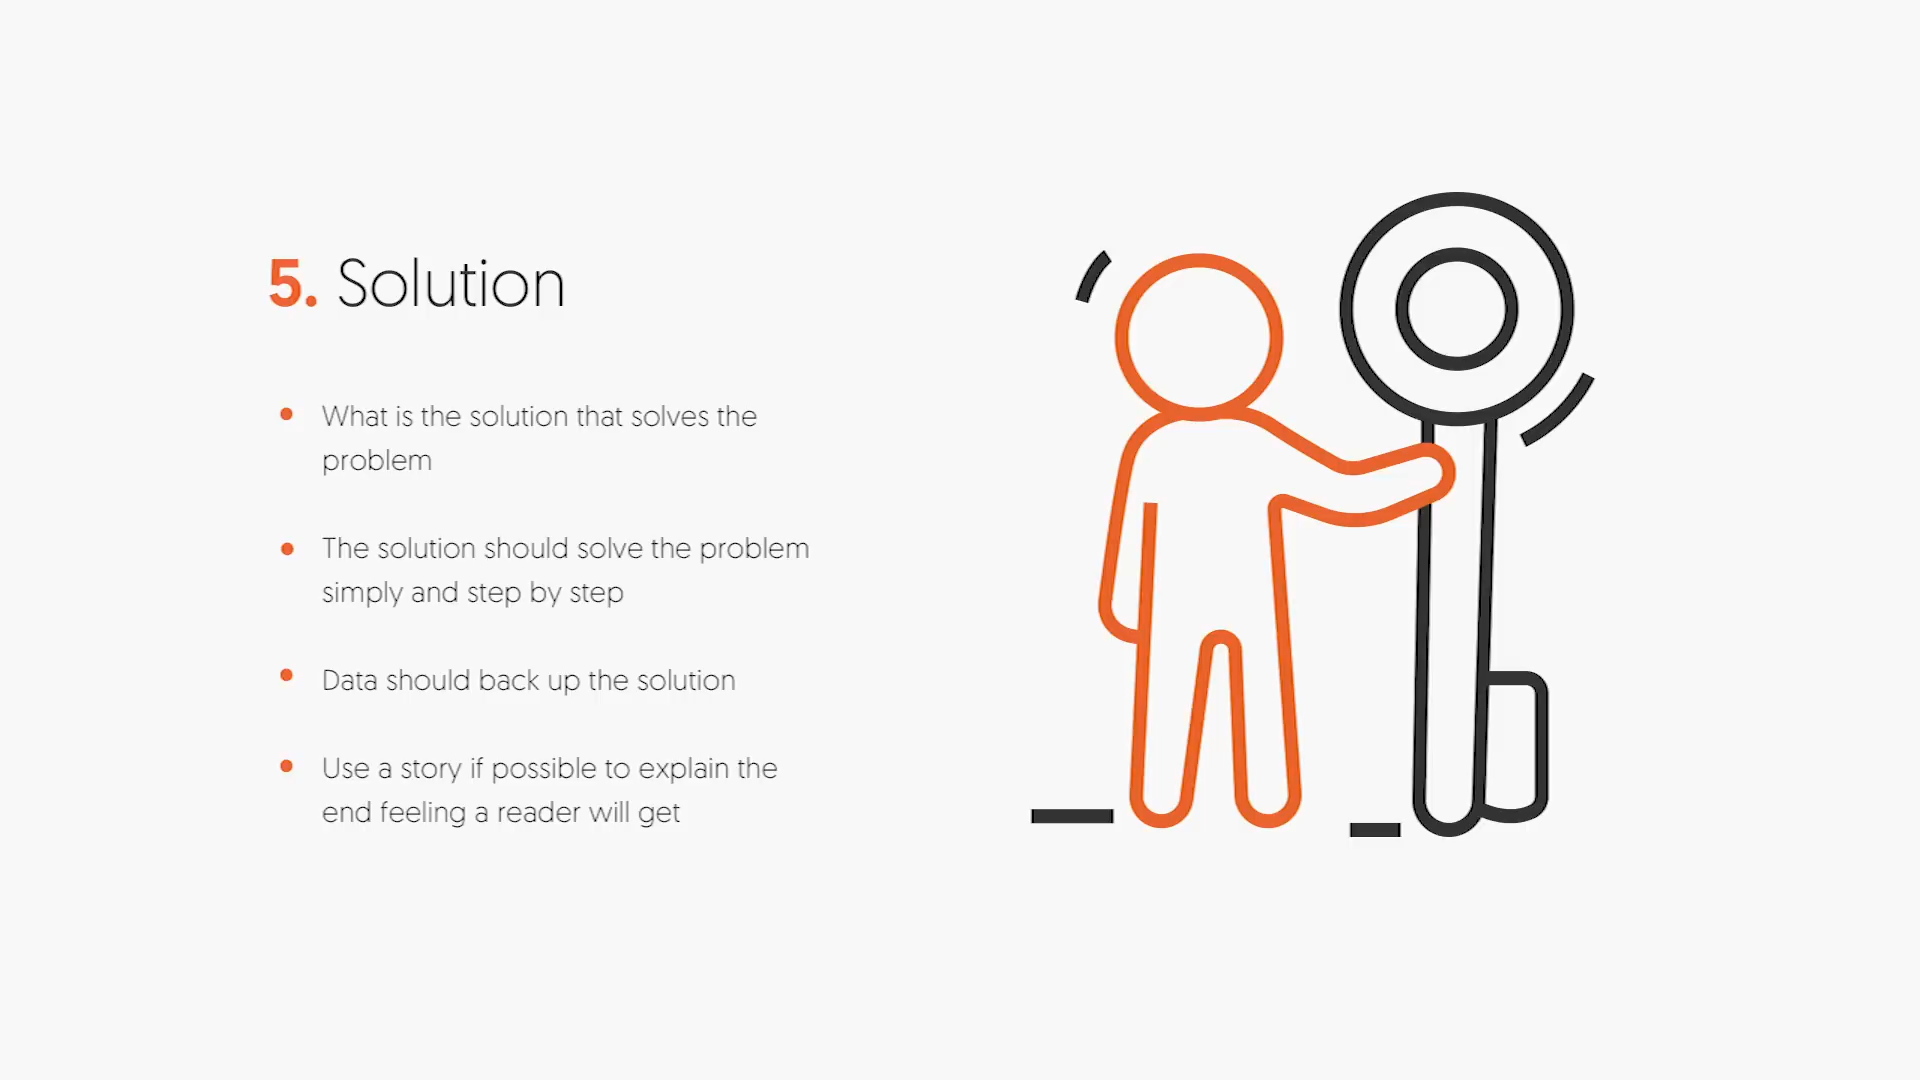 5. Solution
• What is the solution that solves the
problem
• The solution should solve the problem
simply and step by step
• Data should back up the solution
• Use a story if possible to explain the
end feeling a reader will get